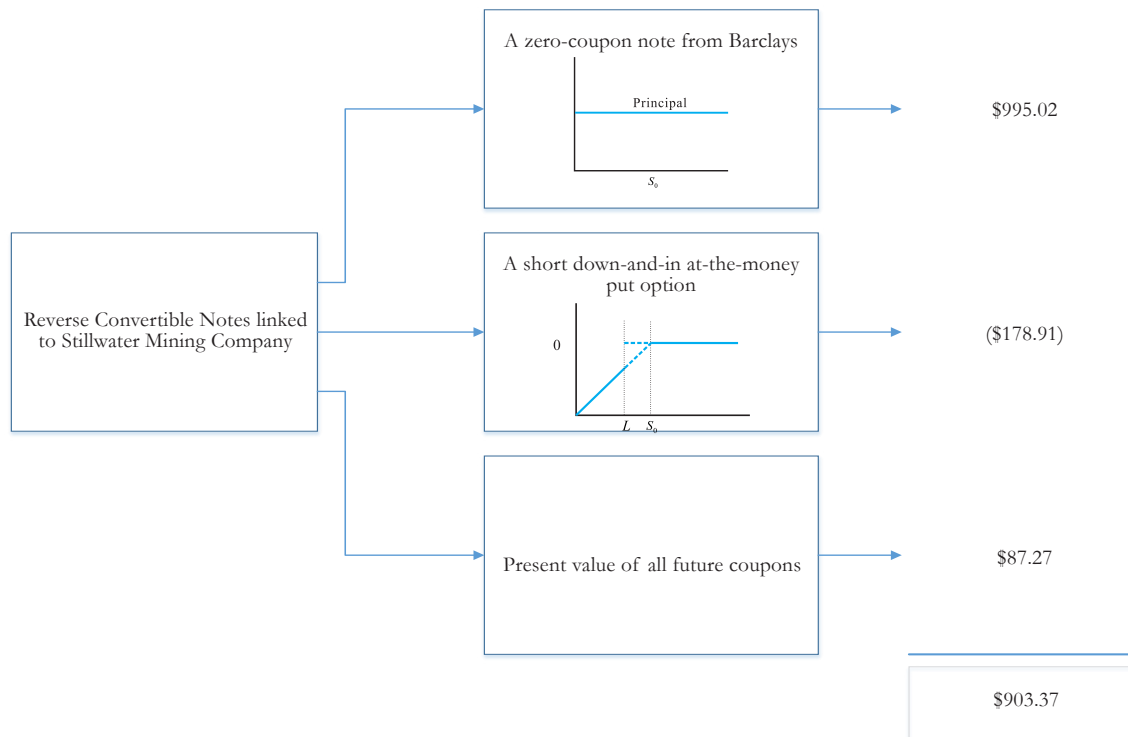 A zero-coupon note from Barclays
Principal
S₀
$995.02
Reverse Convertible Notes linked
to Stillwater Mining Company
A short down-and-in at-the-money
put option
0
L S₀
($178.91)
Present value of all future coupons
$87.27
$903.37